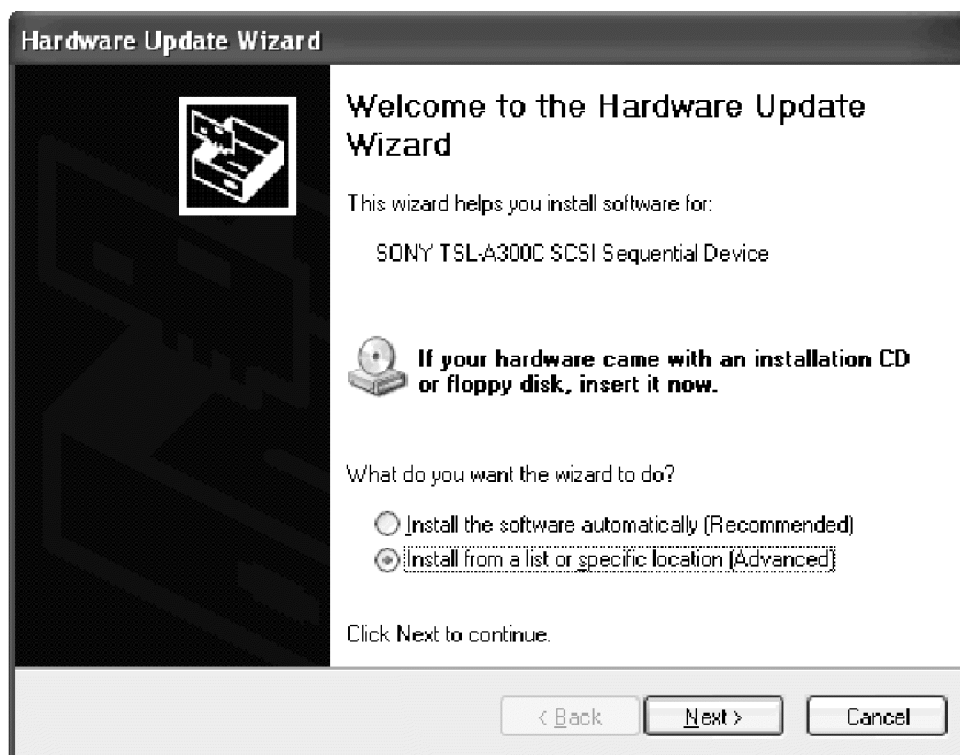 Hardware Update Wizard
Welcome to the Hardware Update
Wizard
This wizard helps you install software for:
SONY TSL-A300C SCSI Sequential Device
If your hardware came with an installation CD
or floppy disk, insert it now.
What do you want the wizard to do?
Install the software automatically (Recommended)
Install from a list or specific location (Advanced)
Click Next to continue.
< Back
Next >
Cancel